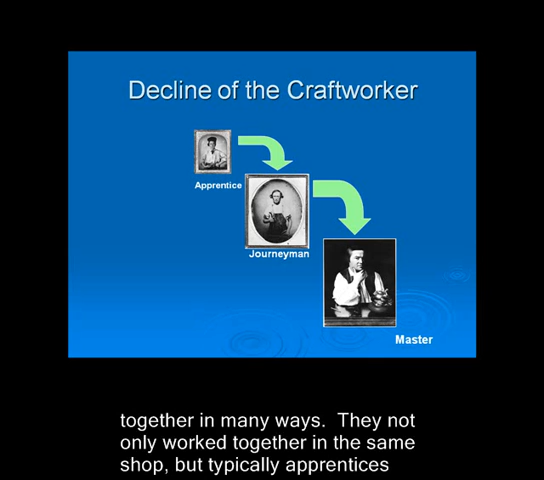 Decline of the Craftworker
Apprentice
Journeyman
Master
together in many ways.  They not
only worked together in the same
shop, but typically apprentices